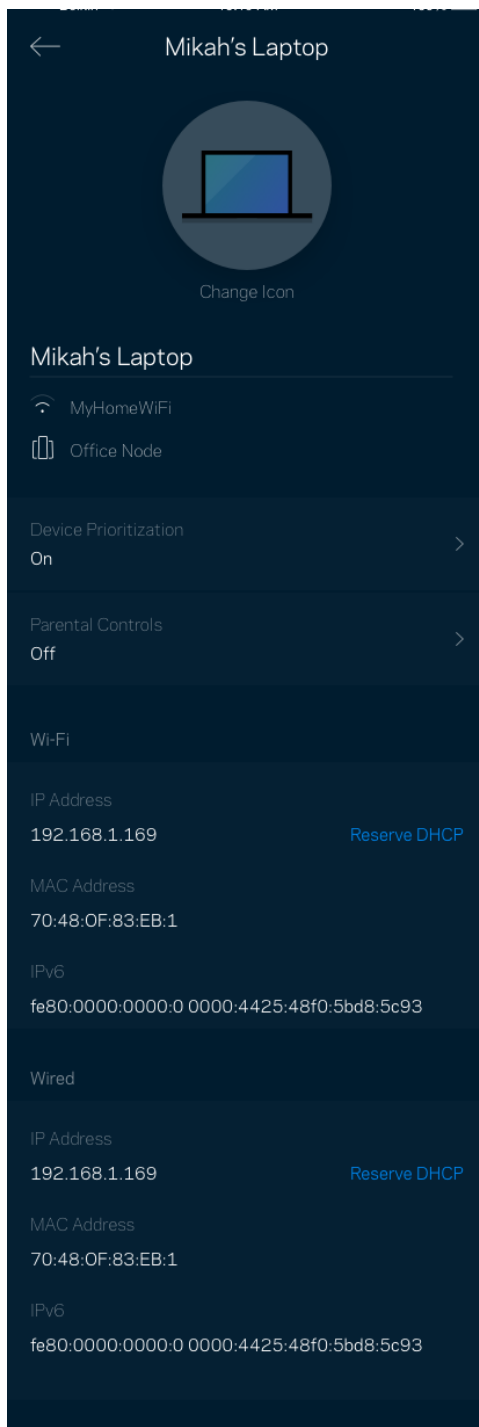 Mikah's Laptop
Change Icon
Mikah's Laptop
MyHomeWiFi
Office Node
Device Prioritization
On
Parental Controls
Off
Wi-Fi
IP Address
192.168.1.169 Reserve DHCP
MAC Address
70:48:0F:83:EB:1
IPv6
fe80:0000:0000:0 0000:4425:48f0:5bd8:5c93
Wired
IP Address
192.168.1.169 Reserve DHCP
MAC Address
70:48:0F:83:EB:1
IPv6
fe80:0000:0000:0 0000:4425:48f0:5bd8:5c93